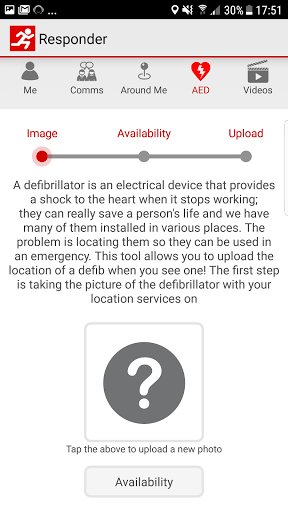 30% 17:51
Responder
Me Comms Around Me AED Videos
Image Availability Upload
A defibrillator is an electrical device that provides
a shock to the heart when it stops working;
they can really save a person's life and we have
many of them installed in various places. The
problem is locating them so they can be used in
an emergency. This tool allows you to upload the
location of a defib when you see one! The first step
is taking the picture of the defibrillator with your
location services on
?
Tap the above to upload a new photo
Availability